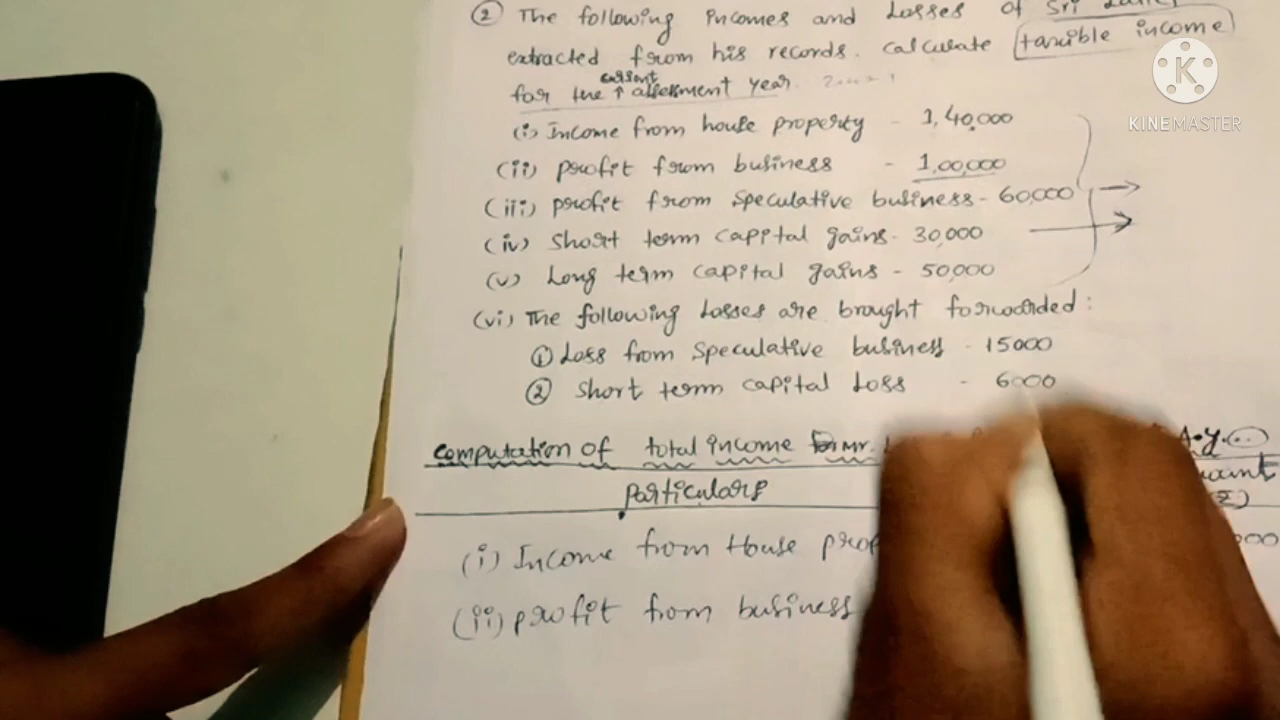 ② The following incomes and Losses of Sri
extracted from his records. calculate taxible income
for the ↑ current assessment year.
(i) Income from house property - 1,40,000
(ii) profit from business - 1,00,000
(iii) profit from speculative business - 60,000
(iv) Short term capital gains - 30,000
(v) Long term capital gains - 50,000
(vi) The following Losses are brought forwarded :
① Loss from speculative business - 15000
② Short term capital Loss - 6000
computation of total income For Mr. A.y.
particulars
(i) Income from House
(ii) profit from business
K
KINEMASTER